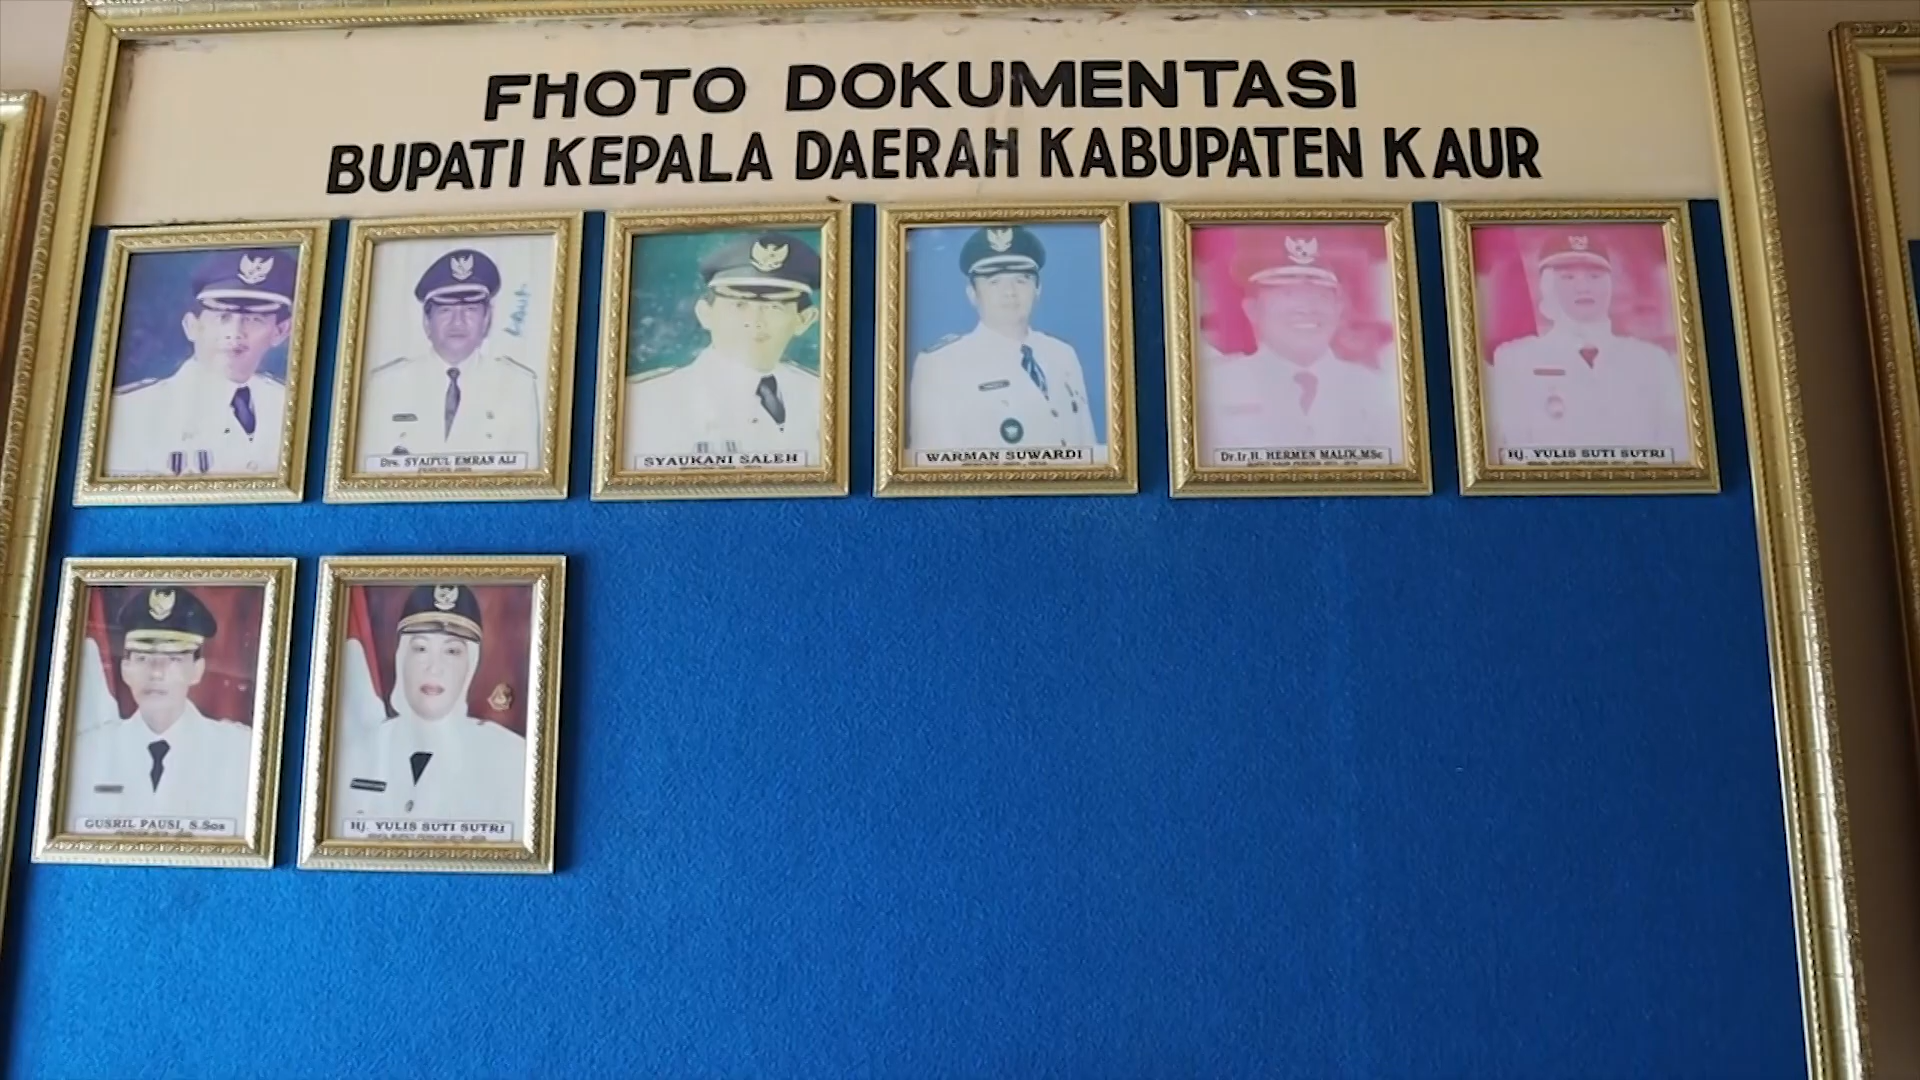 FHOTO DOKUMENTASI
BUPATI KEPALA DAERAH KABUPATEN KAUR
Drs. SYAIFUL EMRAN ALI
SYAUKANI SALEH
WARMAN SUWARDI
Dr.Ir.H. HERMEN MALIK,MSc
Hj. YULIS SUTI SUTRI
GUSRIL PAUSI, S.Sos
Hj. YULIS SUTI SUTRI